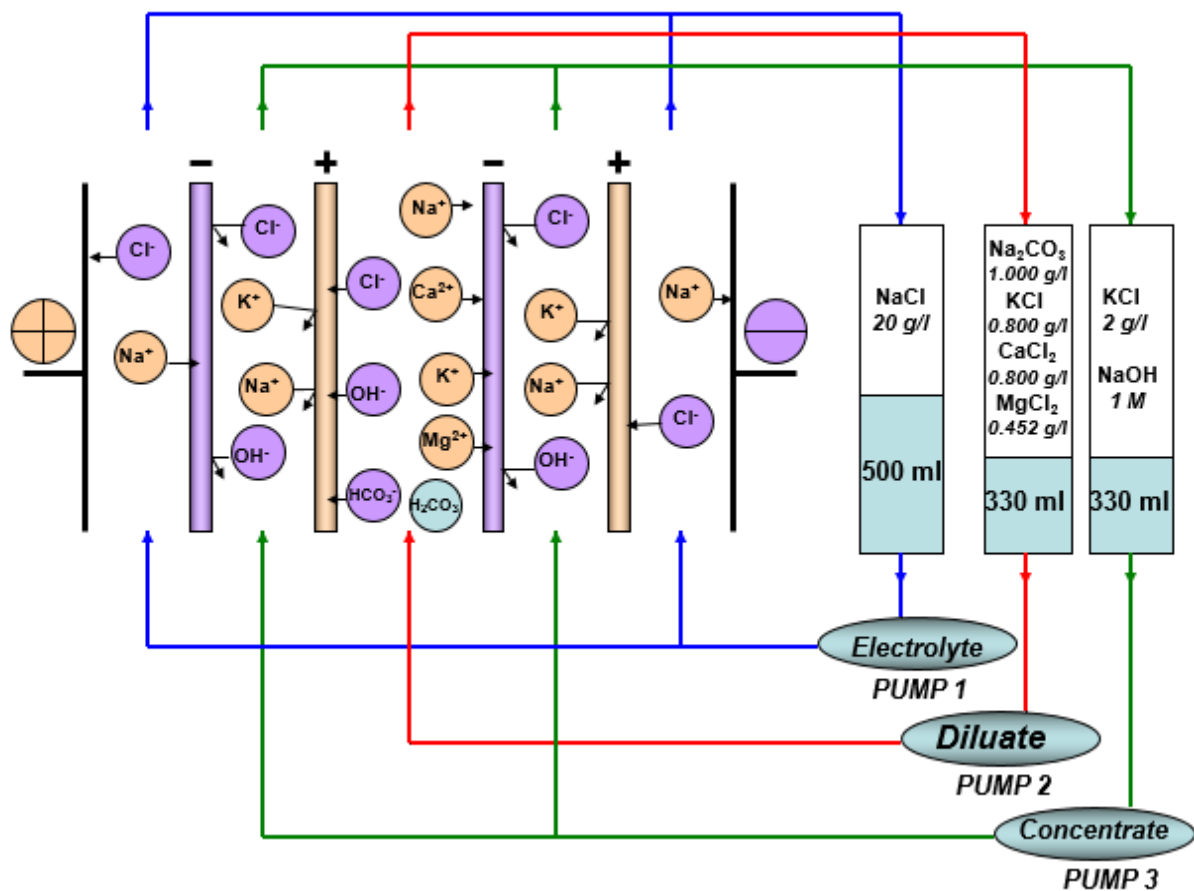 − + − +
Na⁺
Cl⁻
Cl⁻
Cl⁻
Cl⁻
K⁺
Ca²⁺
K⁺
Na⁺
Na⁺
Na⁺
OH⁻
K⁺
Na⁺
OH⁻
Mg²⁺
OH⁻
Cl⁻
HCO₃⁻
H₂CO₃
NaCl
20 g/l
500 ml
Na₂CO₃
1.000 g/l
KCl
0.800 g/l
CaCl₂
0.800 g/l
MgCl₂
0.452 g/l
330 ml
KCl
2 g/l
NaOH
1 M
330 ml
Electrolyte
PUMP 1
Diluate
PUMP 2
Concentrate
PUMP 3